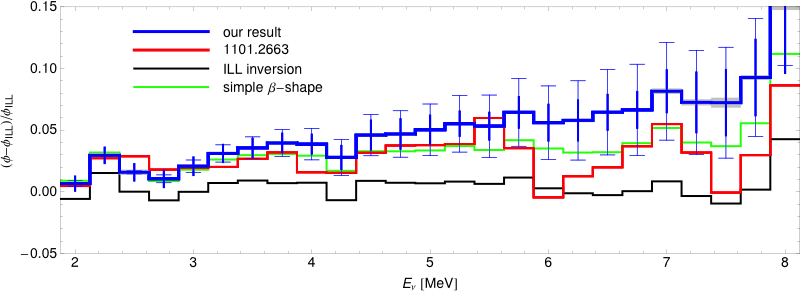 0.15
0.10
0.05
0.00
−0.05
(ϕ−ϕILL)/ϕILL
our result
1101.2663
ILL inversion
simple β−shape
2 3 4 5 6 7 8
Eν [MeV]